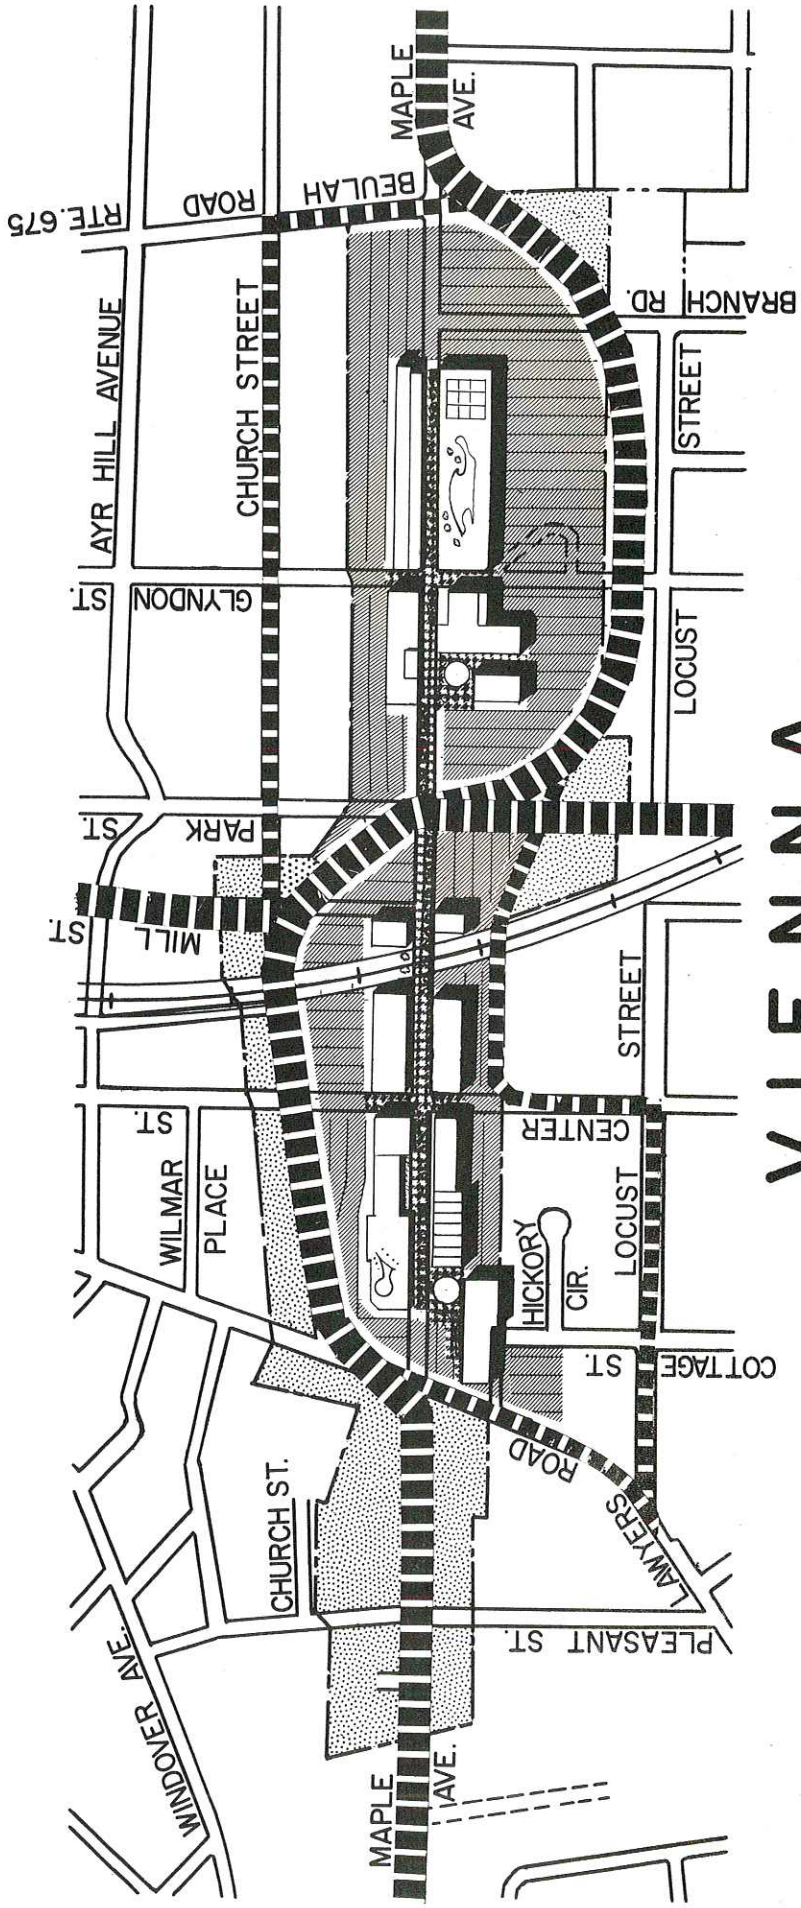 MAPLE
AVE.
RTE. 675
ROAD
BEULAH
AYR HILL AVENUE
CHURCH STREET
BRANCH RD.
STREET
GLYNDON
ST.
LOCUST
PARK
ST.
MILL
ST.
STREET
CENTER
ST.
WILMAR
PLACE
HICKORY
CIR.
LOCUST
COTTAGE
ST.
ROAD
LAWYERS
CHURCH ST.
PLEASANT ST.
WINDOVER AVE.
MAPLE
AVE.
VIENNA